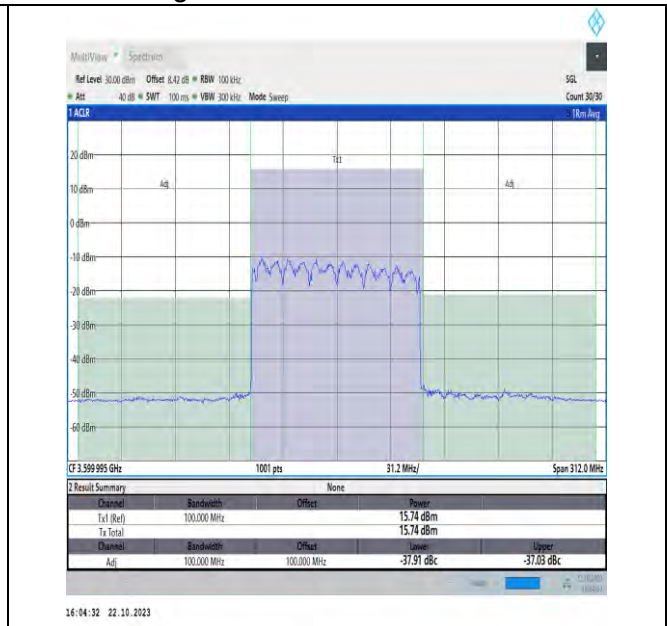 MultiView Spectrum
Ref Level 30.00 dBm Offset 8.42 dB RBW 100 kHz SGL
Att 40 dB SWT 100 ms VBW 300 kHz Mode Sweep Count 30/30
1 ACLR 1Rm Avg
20 dBm
Tx1
Adj Adj
10 dBm
0 dBm
-10 dBm
-20 dBm
-30 dBm
-40 dBm
-50 dBm
-60 dBm
CF 3.599 995 GHz 1001 pts 31.2 MHz/ Span 312.0 MHz
2 Result Summary None
Channel Bandwidth Offset Power
Tx1 (Ref) 100.000 MHz 15.74 dBm
Tx Total 15.74 dBm
Channel Bandwidth Offset Lower Upper
Adj 100.000 MHz 100.000 MHz -37.91 dBc -37.03 dBc
16:04:32 22.10.2023